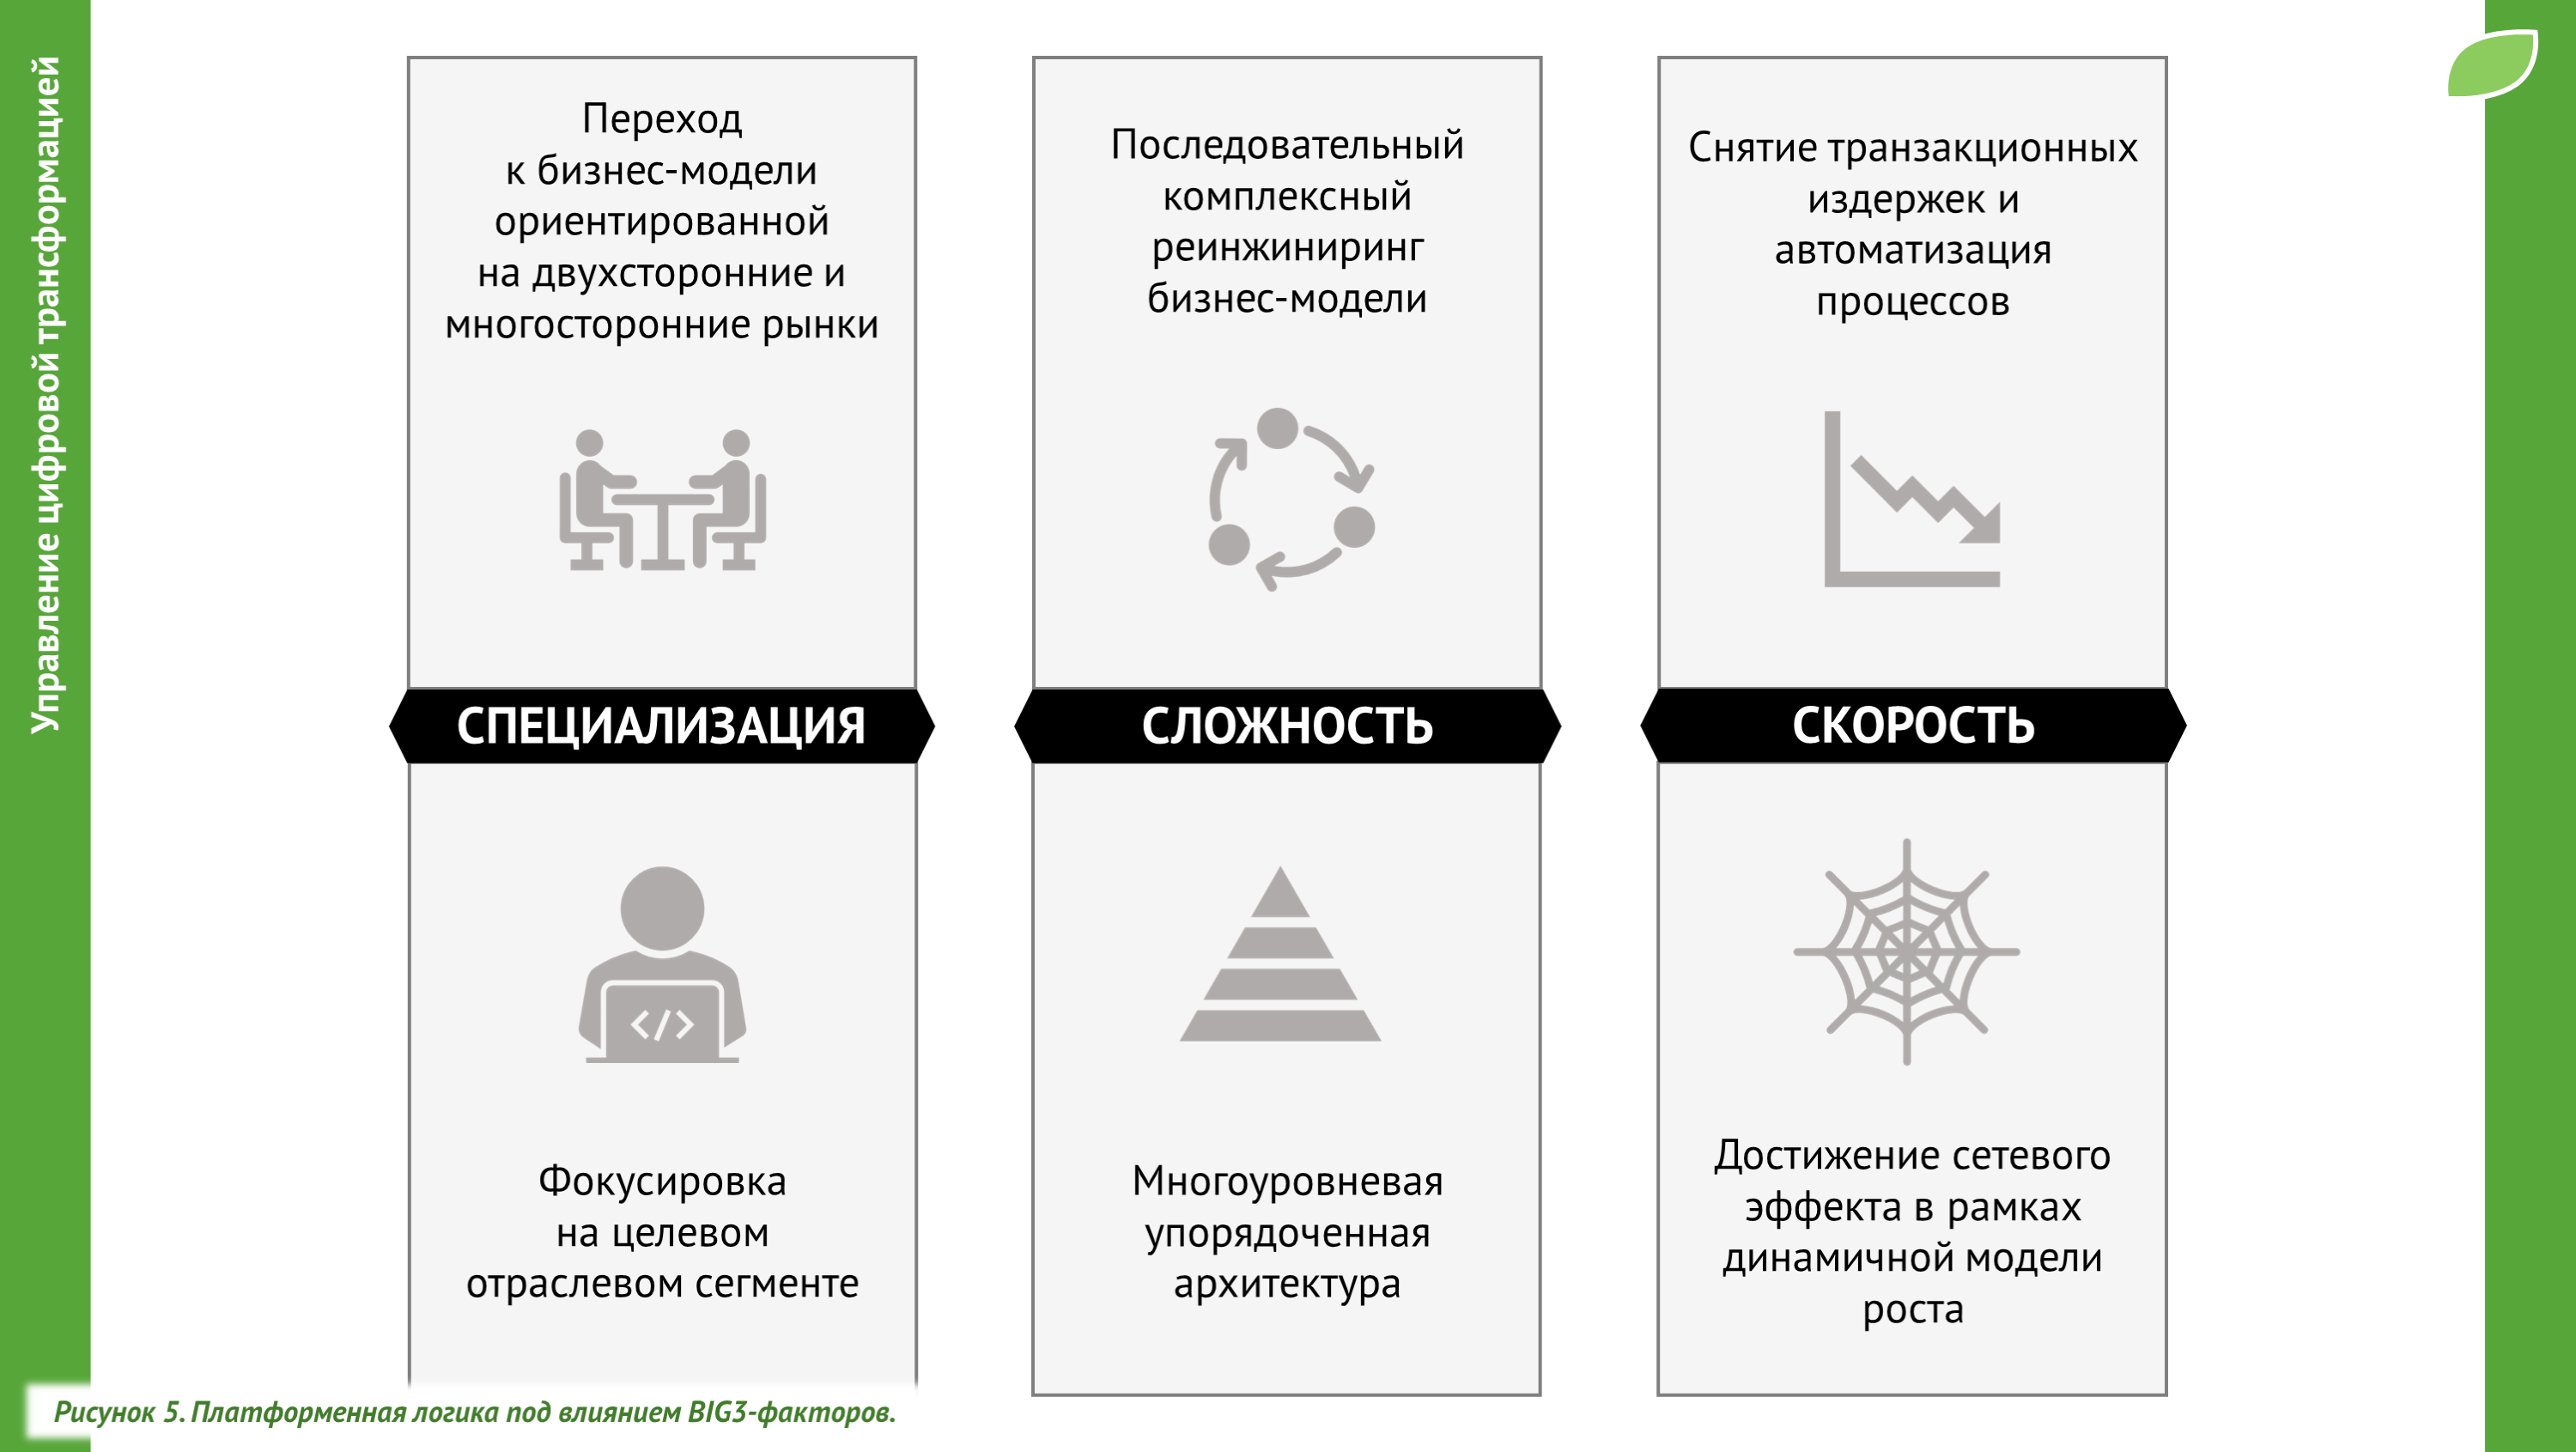 Управление цифровой трансформацией
Переход
к бизнес-модели
ориентированной
на двухсторонние и
многосторонние рынки
СПЕЦИАЛИЗАЦИЯ
</>
Фокусировка
на целевом
отраслевом сегменте
Последовательный
комплексный
реинжиниринг
бизнес-модели
СЛОЖНОСТЬ
Многоуровневая
упорядоченная
архитектура
Снятие транзакционных
издержек и
автоматизация
процессов
СКОРОСТЬ
Достижение сетевого
эффекта в рамках
динамичной модели
роста
Рисунок 5. Платформенная логика под влиянием BIG3-факторов.